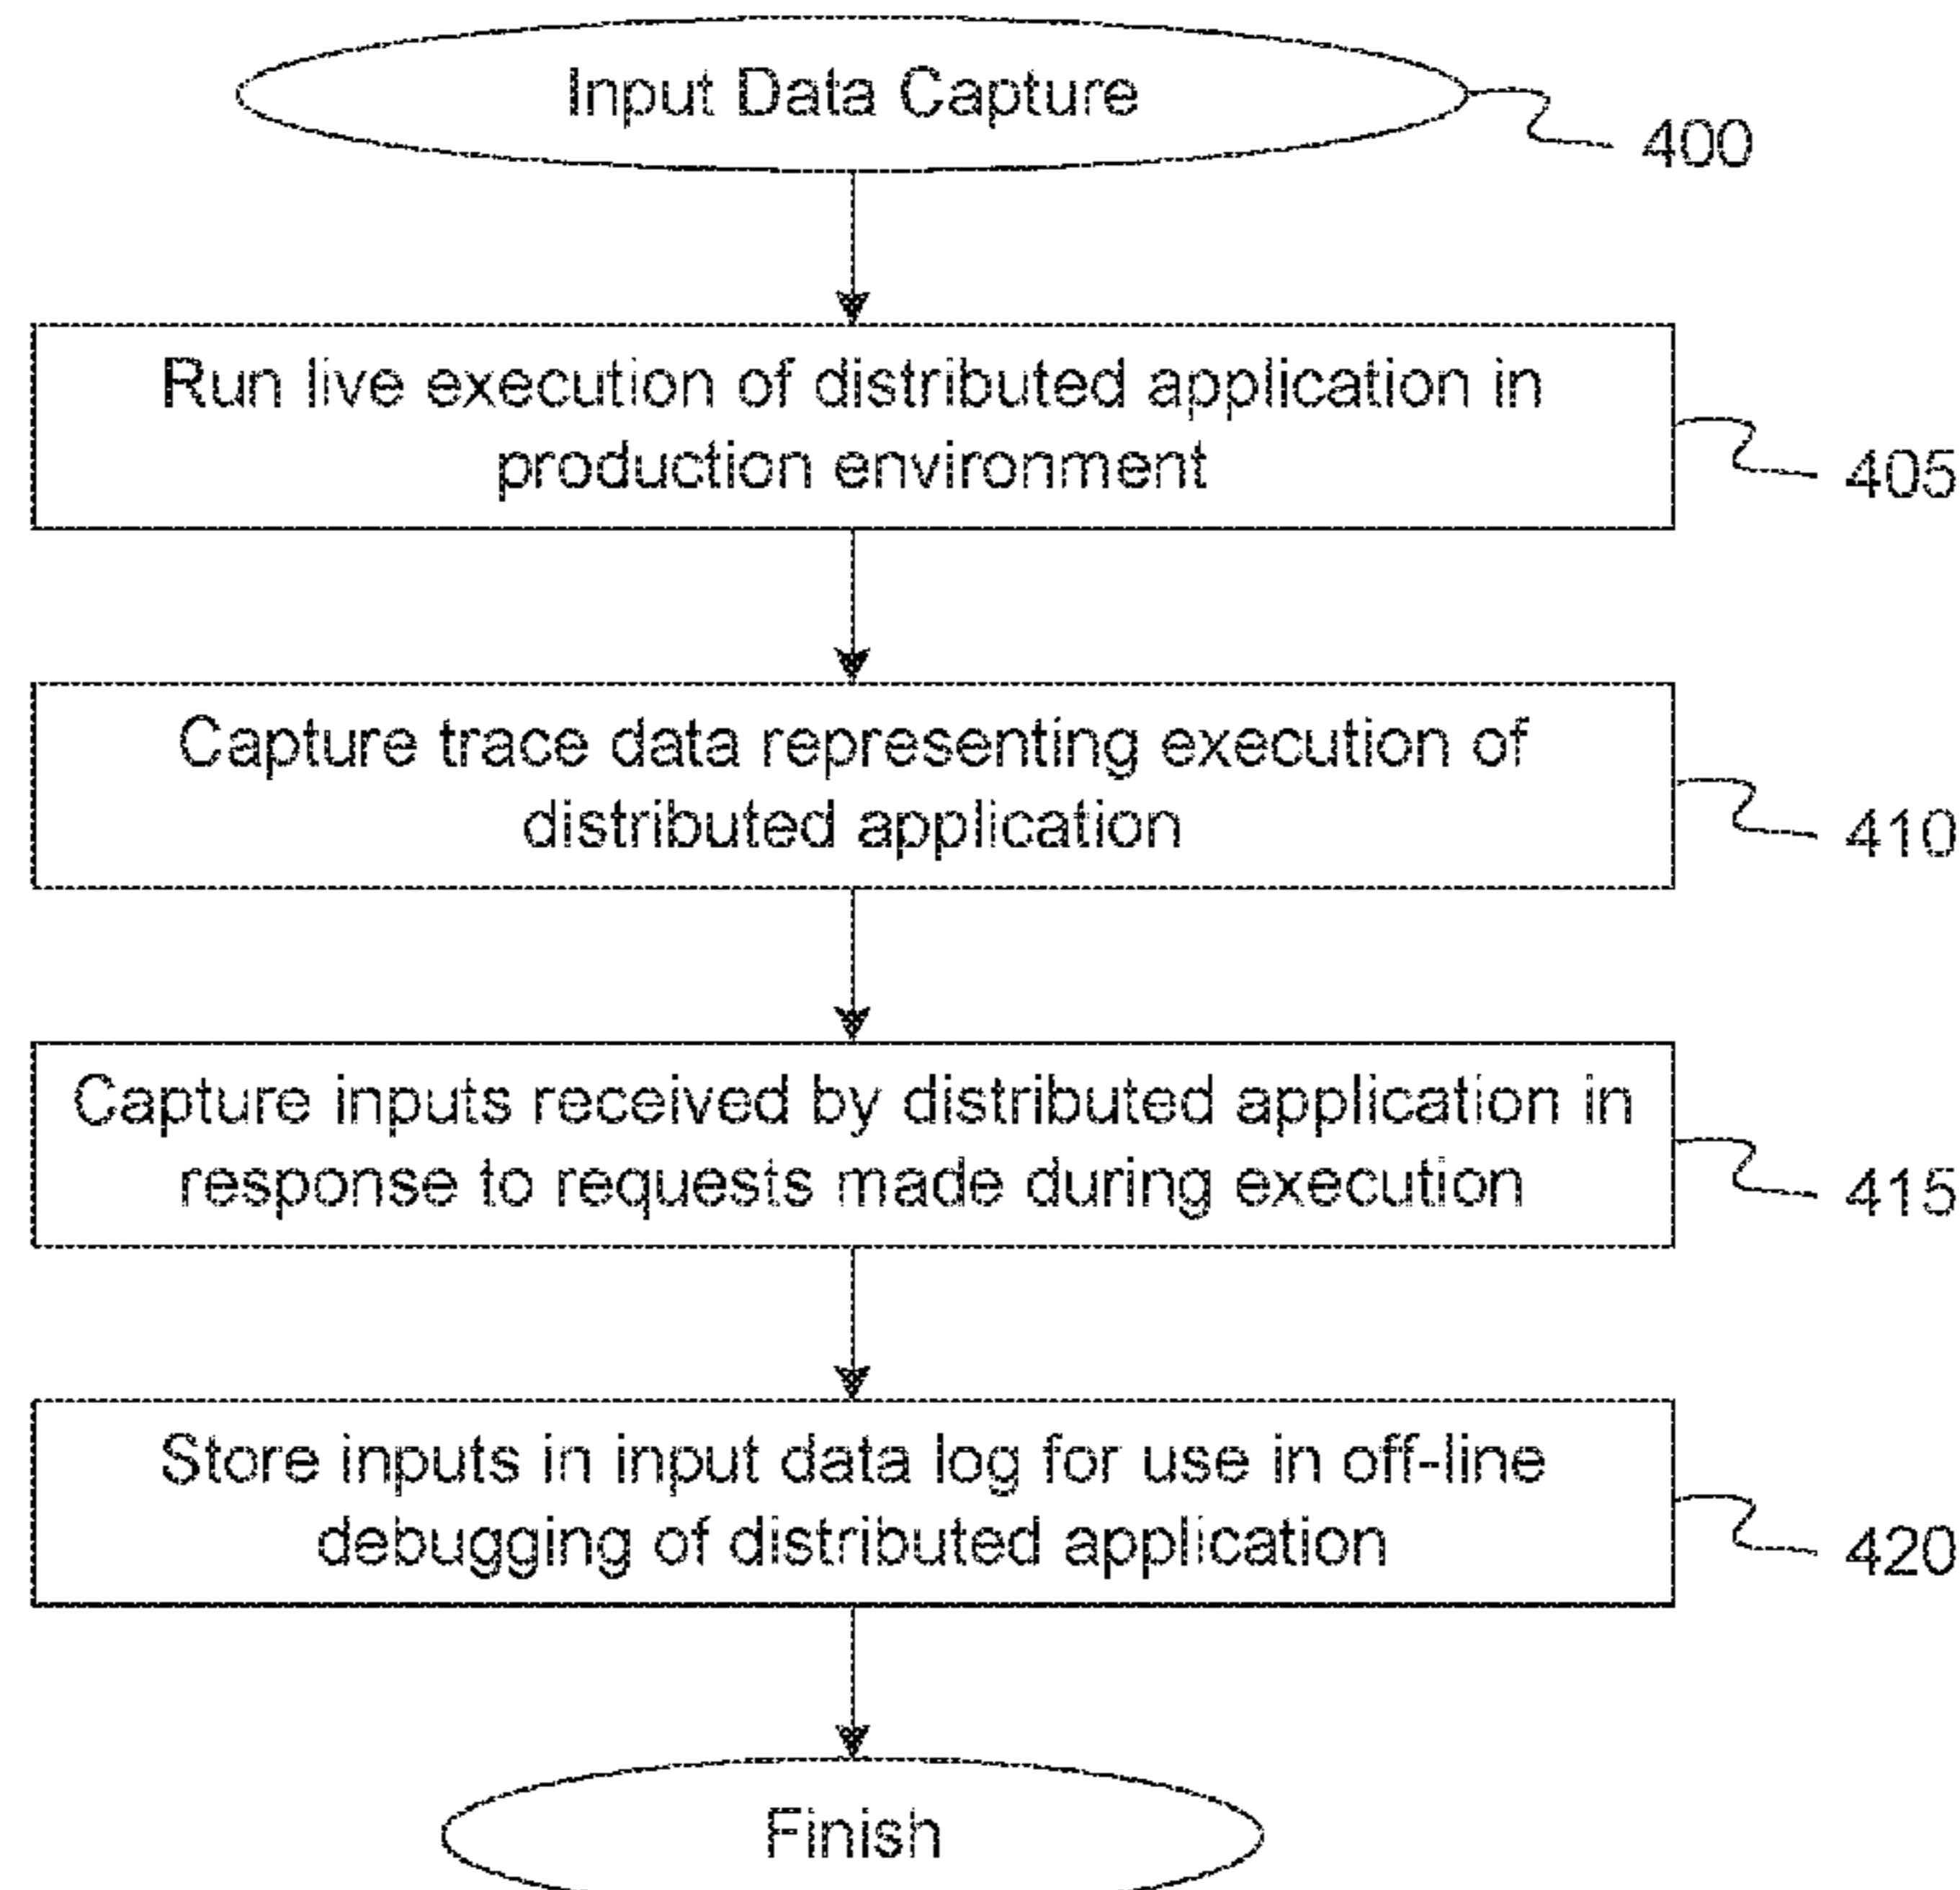 Input Data Capture
400
Run live execution of distributed application in
production environment
405
Capture trace data representing execution of
distributed application
410
Capture inputs received by distributed application in
response to requests made during execution
415
Store inputs in input data log for use in off-line
debugging of distributed application
420
Finish